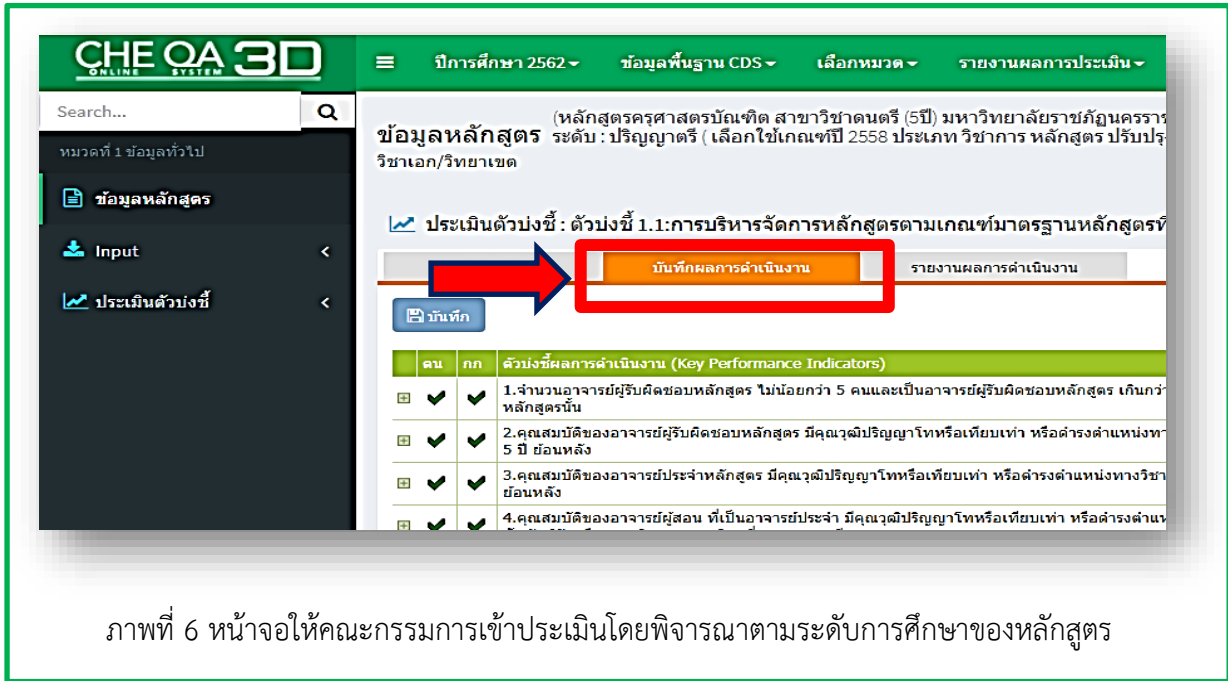 CHE QA 3D
ONLINE SYSTEM
ปีการศึกษา 2562 ข้อมูลพื้นฐาน CDS เลือกหมวด รายงานผลการประเมิน
Search...
หมวดที่ 1 ข้อมูลทั่วไป
ข้อมูลหลักสูตร
Input
ประเมินตัวบ่งชี้
(หลักสูตรครุศาสตรบัณฑิต สาขาวิชาดนตรี (5ปี) มหาวิทยาลัยราชภัฏนครรา
ข้อมูลหลักสูตร ระดับ : ปริญญาตรี ( เลือกใช้เกณฑ์ปี 2558 ประเภท วิชาการ หลักสูตร ปรับปรุ
วิชาเอก/วิทยาเขต
ประเมินตัวบ่งชี้ : ตัวบ่งชี้ 1.1:การบริหารจัดการหลักสูตรตามเกณฑ์มาตรฐานหลักสูตรที่
บันทึกผลการดำเนินงาน รายงานผลการดำเนินงาน
บันทึก
ตน กก ตัวบ่งชี้ผลการดำเนินงาน (Key Performance Indicators)
1.จำนวนอาจารย์ผู้รับผิดชอบหลักสูตร ไม่น้อยกว่า 5 คนและเป็นอาจารย์ผู้รับผิดชอบหลักสูตร เกินกว่า
หลักสูตรนั้น
2.คุณสมบัติของอาจารย์ผู้รับผิดชอบหลักสูตร มีคุณวุฒิปริญญาโทหรือเทียบเท่า หรือดำรงตำแหน่งทา
5 ปี ย้อนหลัง
3.คุณสมบัติของอาจารย์ประจำหลักสูตร มีคุณวุฒิปริญญาโทหรือเทียบเท่า หรือดำรงตำแหน่งทางวิชา
ย้อนหลัง
4.คุณสมบัติของอาจารย์ผู้สอน ที่เป็นอาจารย์ประจำ มีคุณวุฒิปริญญาโทหรือเทียบเท่า หรือดำรงตำแห
ภาพที่ 6 หน้าจอให้คณะกรรมการเข้าประเมินโดยพิจารณาตามระดับการศึกษาของหลักสูตร